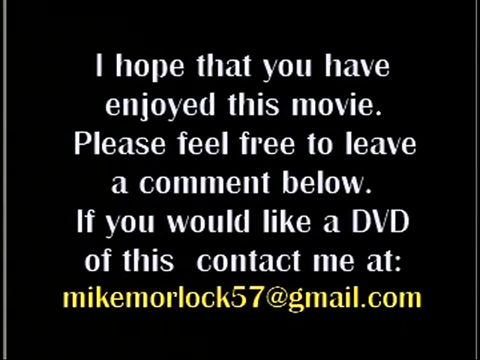 I hope that you have
enjoyed this movie.
Please feel free to leave
a comment below.
If you would like a DVD
of this  contact me at:
mikemorlock57@gmail.com